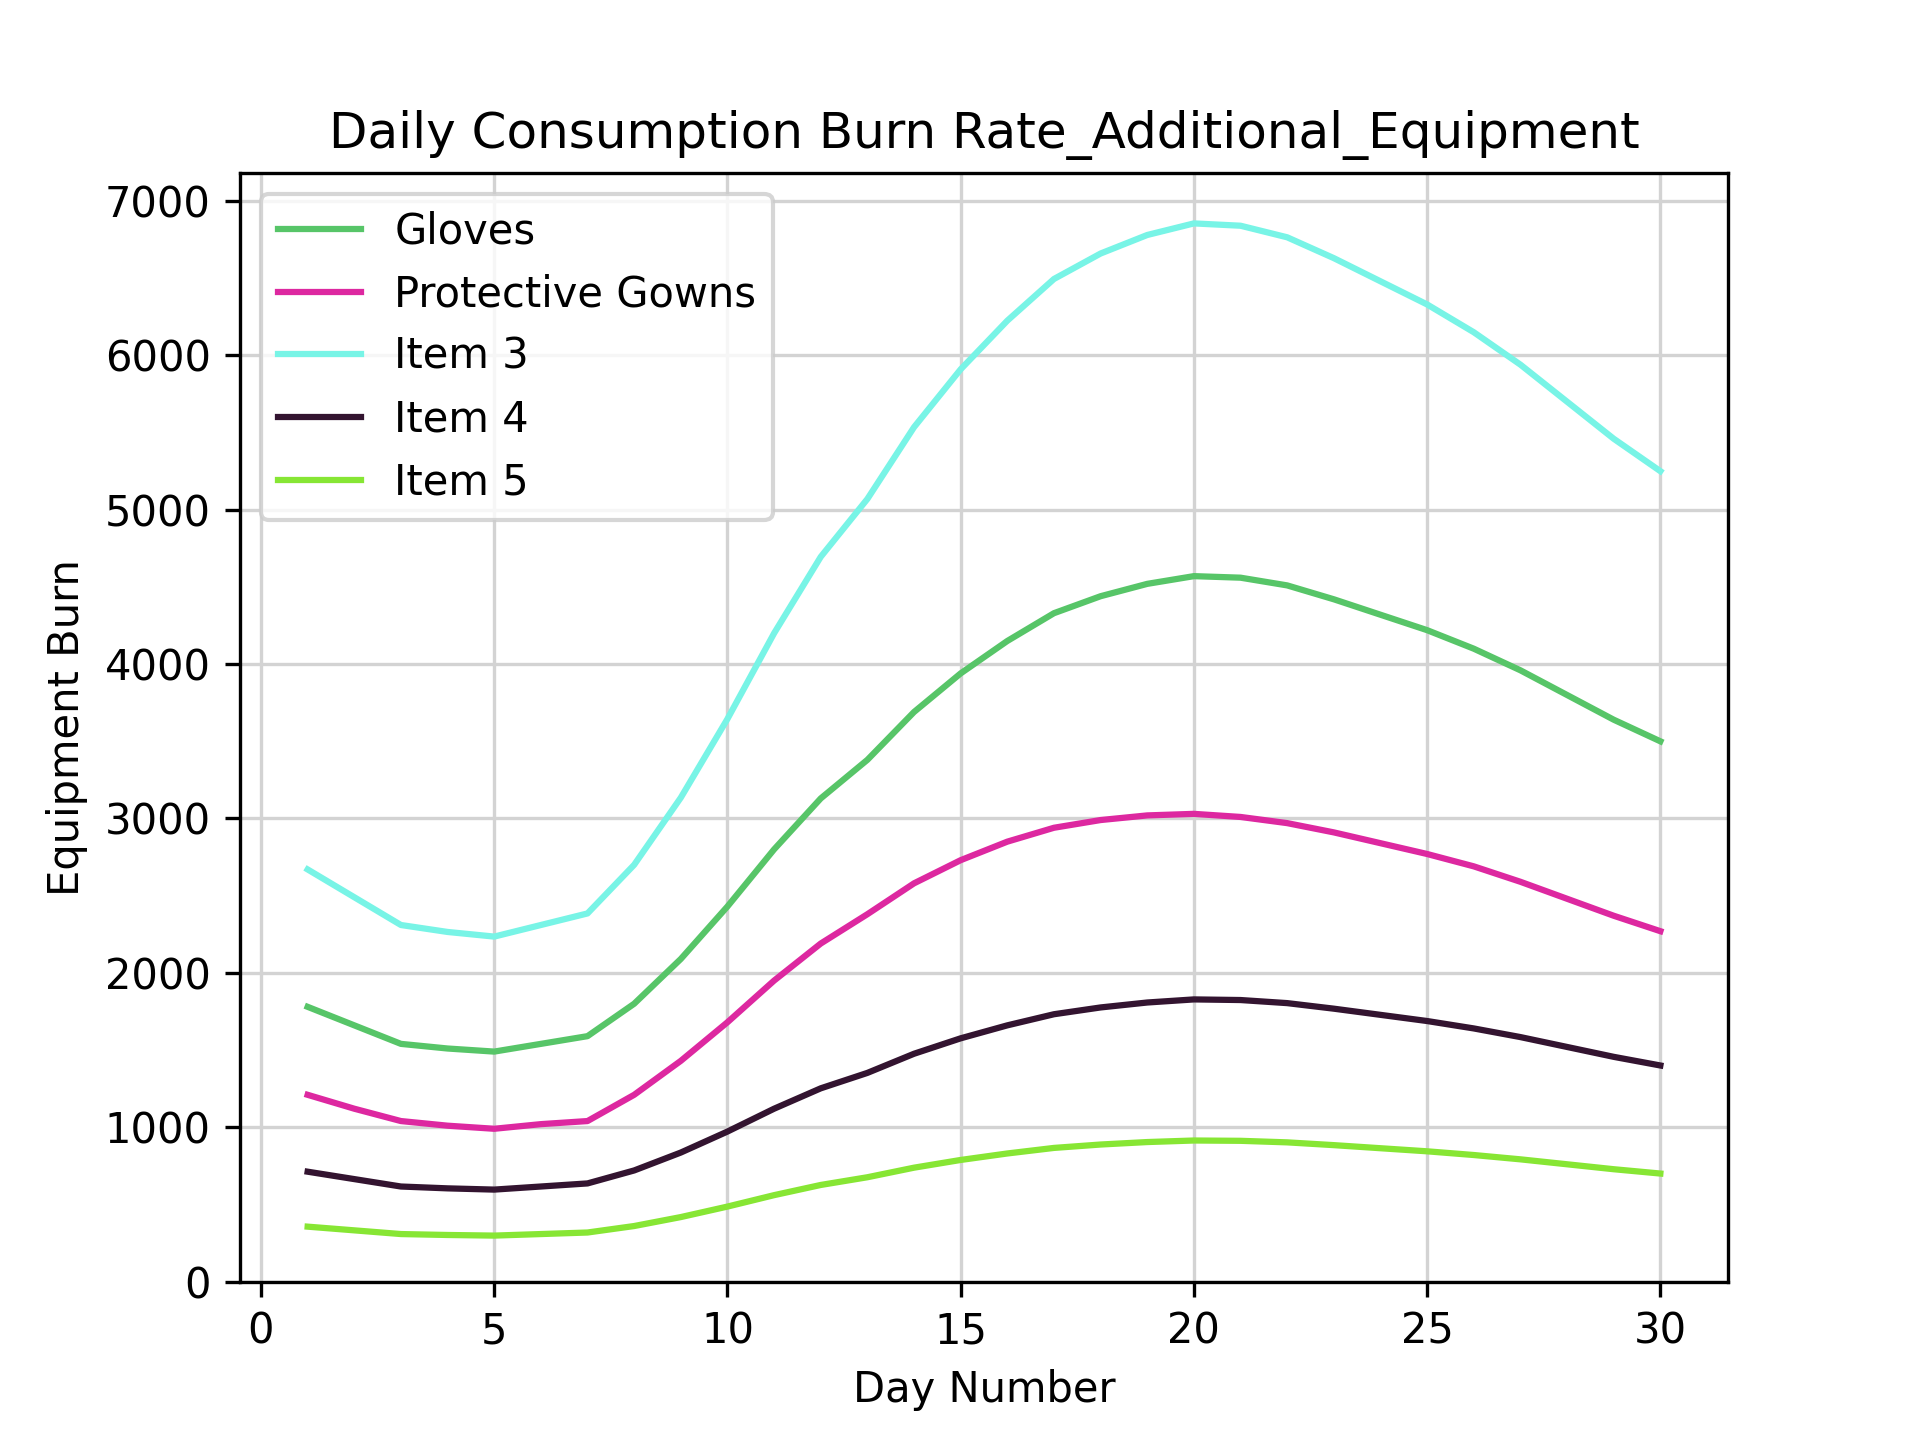 Daily Consumption Burn Rate_Additional_Equipment
7000
6000
5000
4000
3000
2000
1000
0
Equipment Burn
Gloves
Protective Gowns
Item 3
Item 4
Item 5
0 5 10 15 20 25 30
Day Number